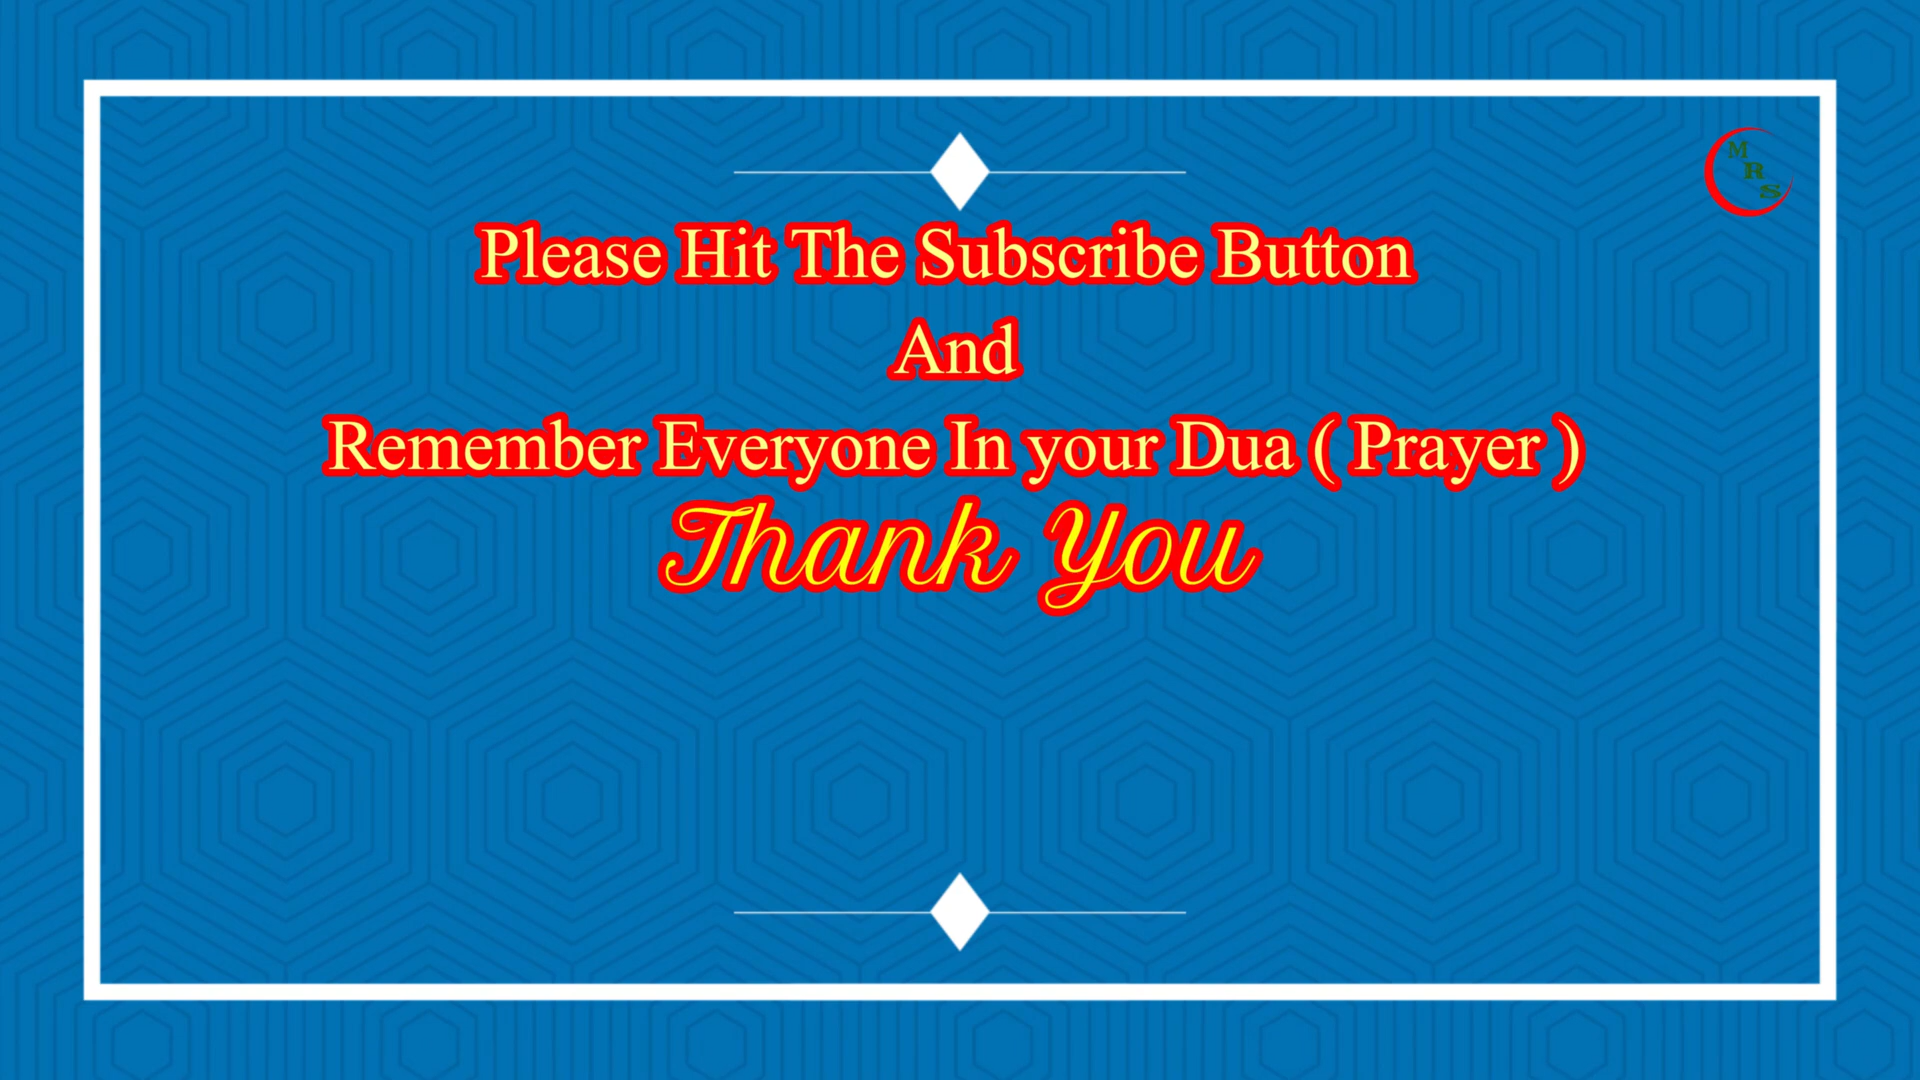 M
R
S
Please Hit The Subscribe Button
And
Remember Everyone In your Dua ( Prayer )
Thank You